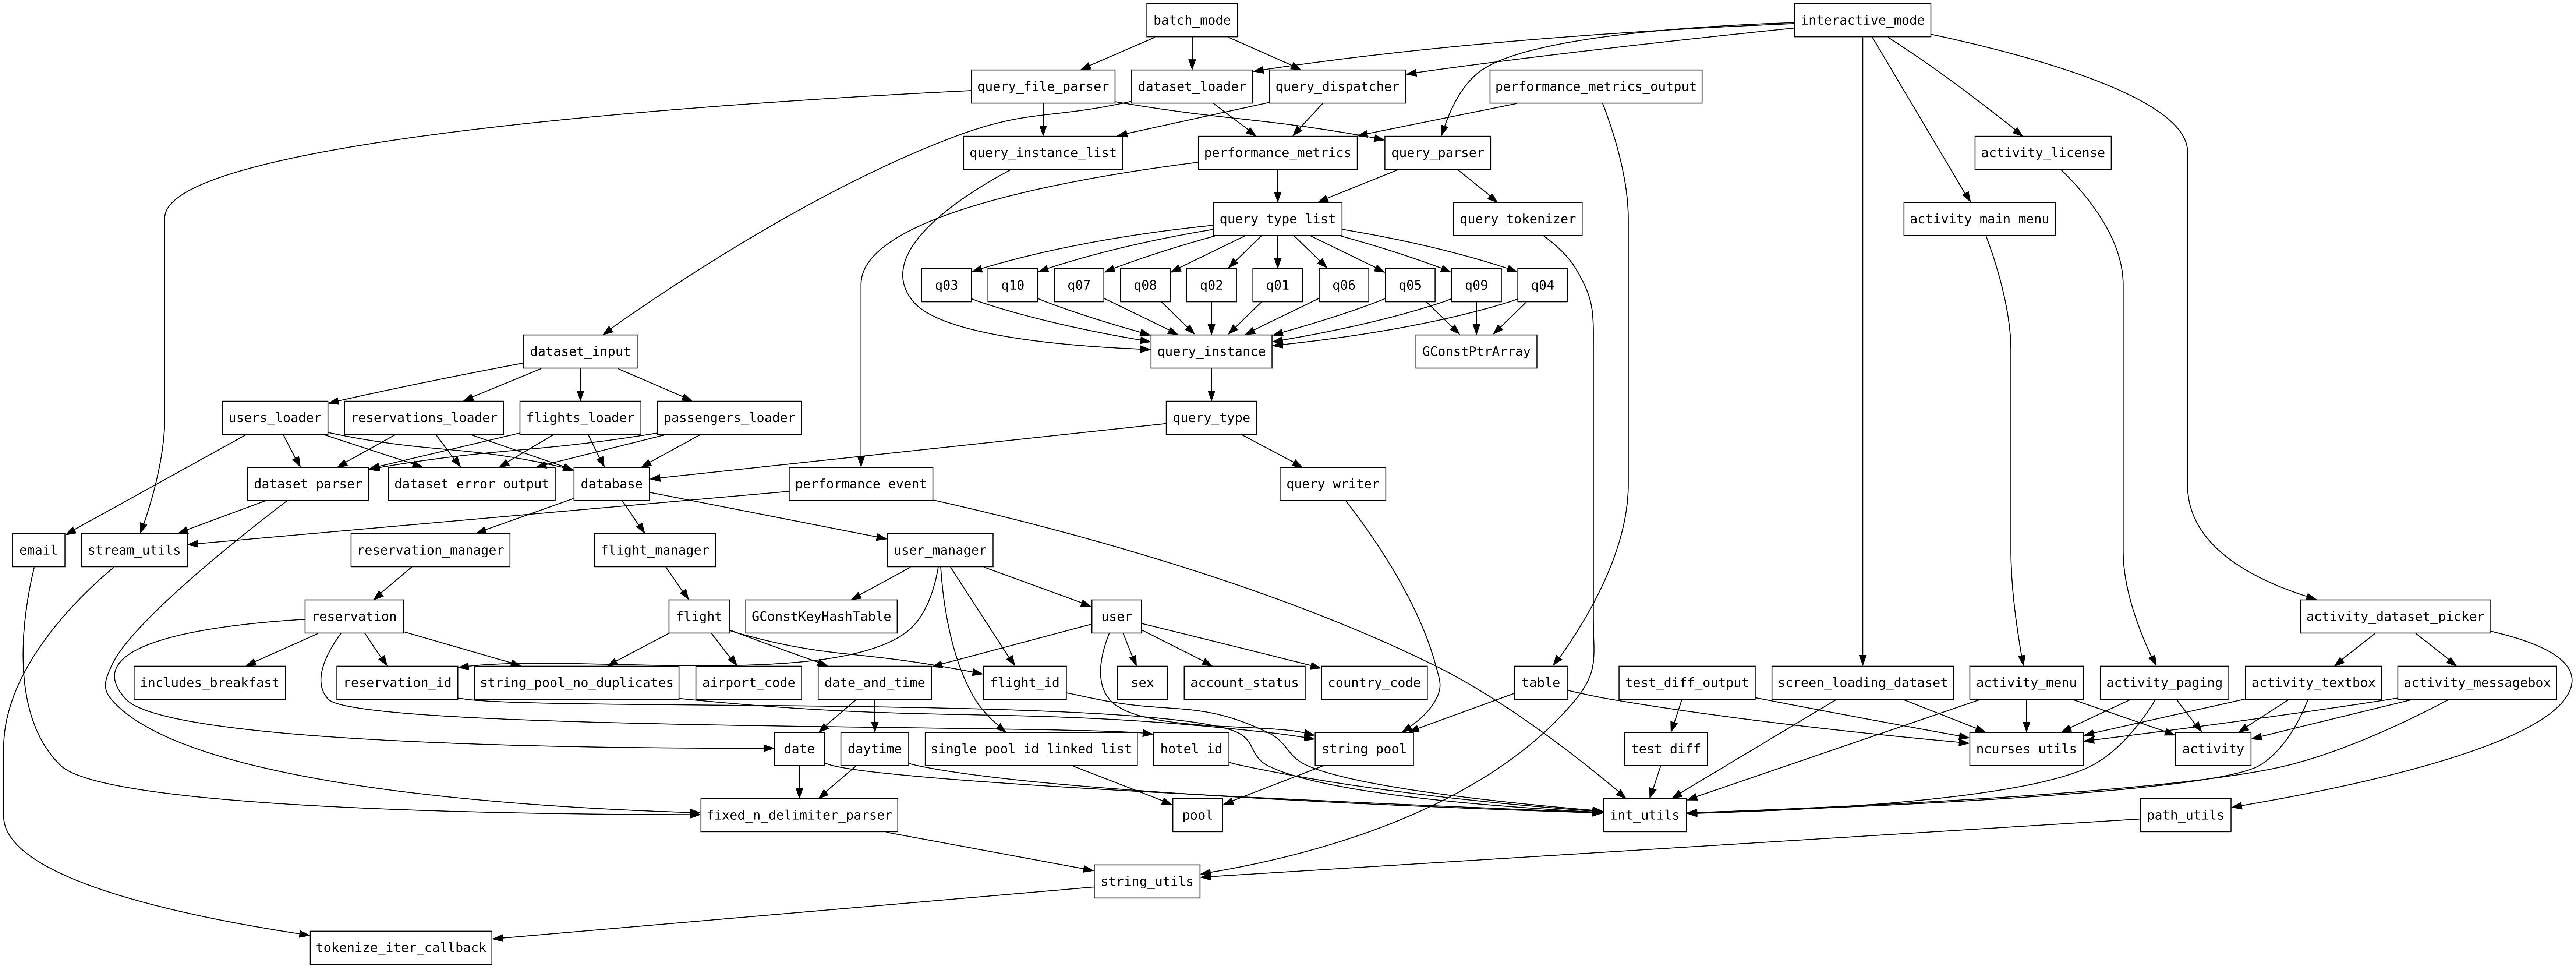 batch_mode
interactive_mode
query_file_parser
dataset_loader
query_dispatcher
performance_metrics_output
query_instance_list
performance_metrics
query_parser
activity_license
query_type_list
query_tokenizer
activity_main_menu
q03
q10
q07
q08
q02
q01
q06
q05
q09
q04
dataset_input
query_instance
GConstPtrArray
users_loader
reservations_loader
flights_loader
passengers_loader
query_type
dataset_parser
dataset_error_output
database
performance_event
query_writer
email
stream_utils
reservation_manager
flight_manager
user_manager
reservation
flight
GConstKeyHashTable
user
activity_dataset_picker
includes_breakfast
reservation_id
string_pool_no_duplicates
airport_code
date_and_time
flight_id
sex
account_status
country_code
table
test_diff_output
screen_loading_dataset
activity_menu
activity_paging
activity_textbox
activity_messagebox
date
daytime
single_pool_id_linked_list
hotel_id
string_pool
test_diff
ncurses_utils
activity
fixed_n_delimiter_parser
pool
int_utils
path_utils
string_utils
tokenize_iter_callback